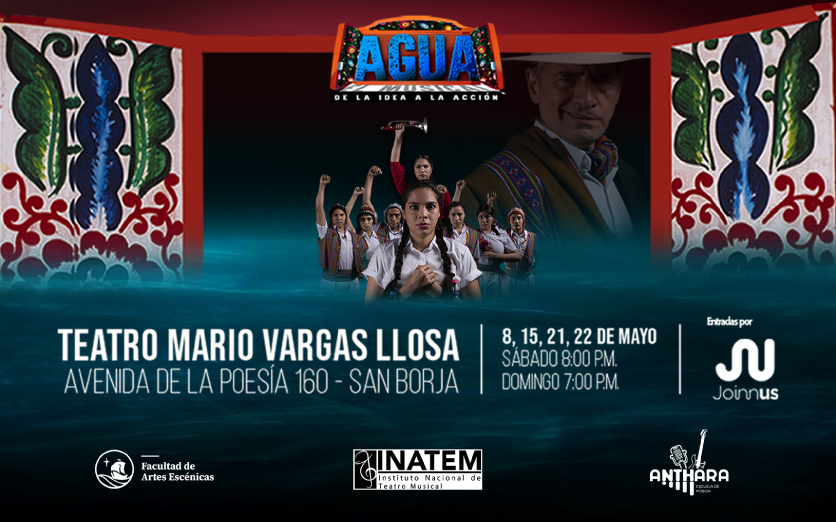 AGUA
EL MUSICAL
DE LA IDEA A LA ACCIÓN
TEATRO MARIO VARGAS LLOSA
AVENIDA DE LA POESÍA 160 - SAN BORJA
8, 15, 21, 22 DE MAYO
SÁBADO 8:00 P.M.
DOMINGO 7:00 P.M.
Entradas por
Joinnus
Facultad de
Artes Escénicas
INATEM
Instituto Nacional de
Teatro Musical
ANTHARA
ESCUELA DE
MÚSICA